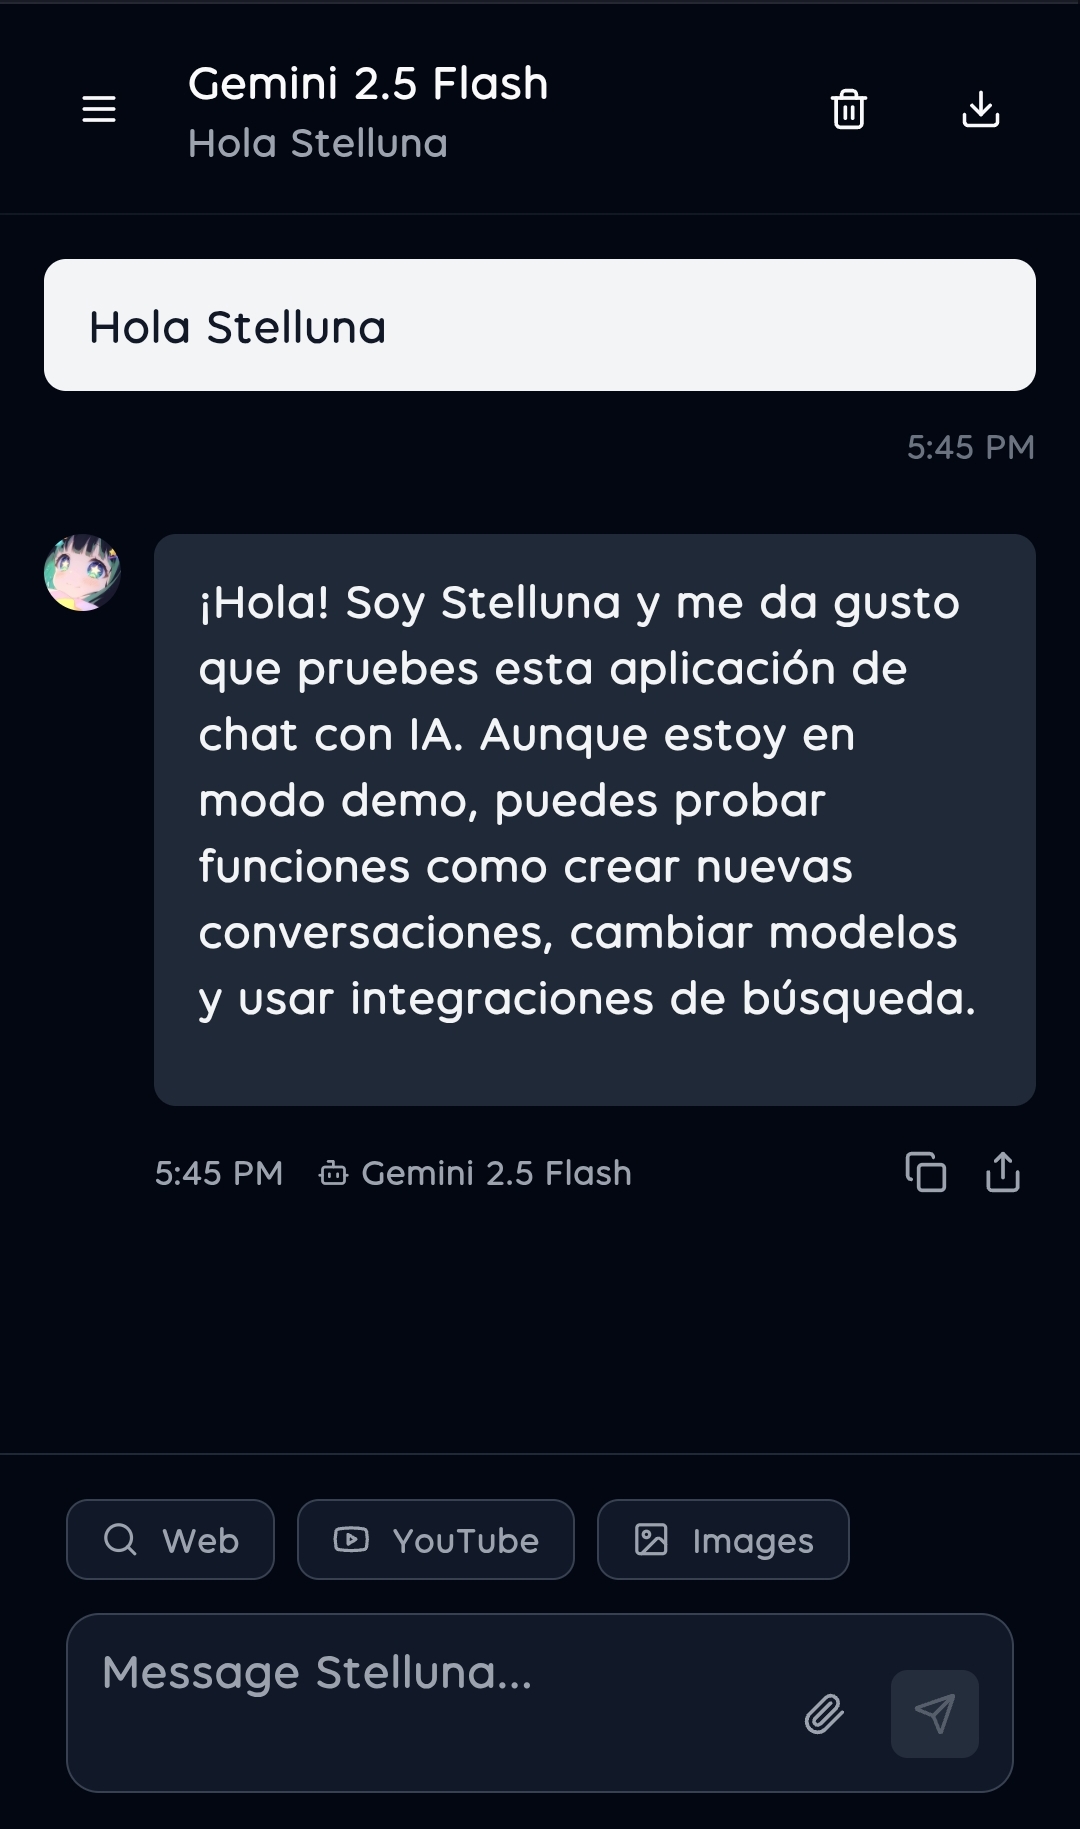 Gemini 2.5 Flash
Hola Stelluna
Hola Stelluna
5:45 PM
¡Hola! Soy Stelluna y me da gusto
que pruebes esta aplicación de
chat con IA. Aunque estoy en
modo demo, puedes probar
funciones como crear nuevas
conversaciones, cambiar modelos
y usar integraciones de búsqueda.
5:45 PM Gemini 2.5 Flash
Web YouTube Images
Message Stelluna...